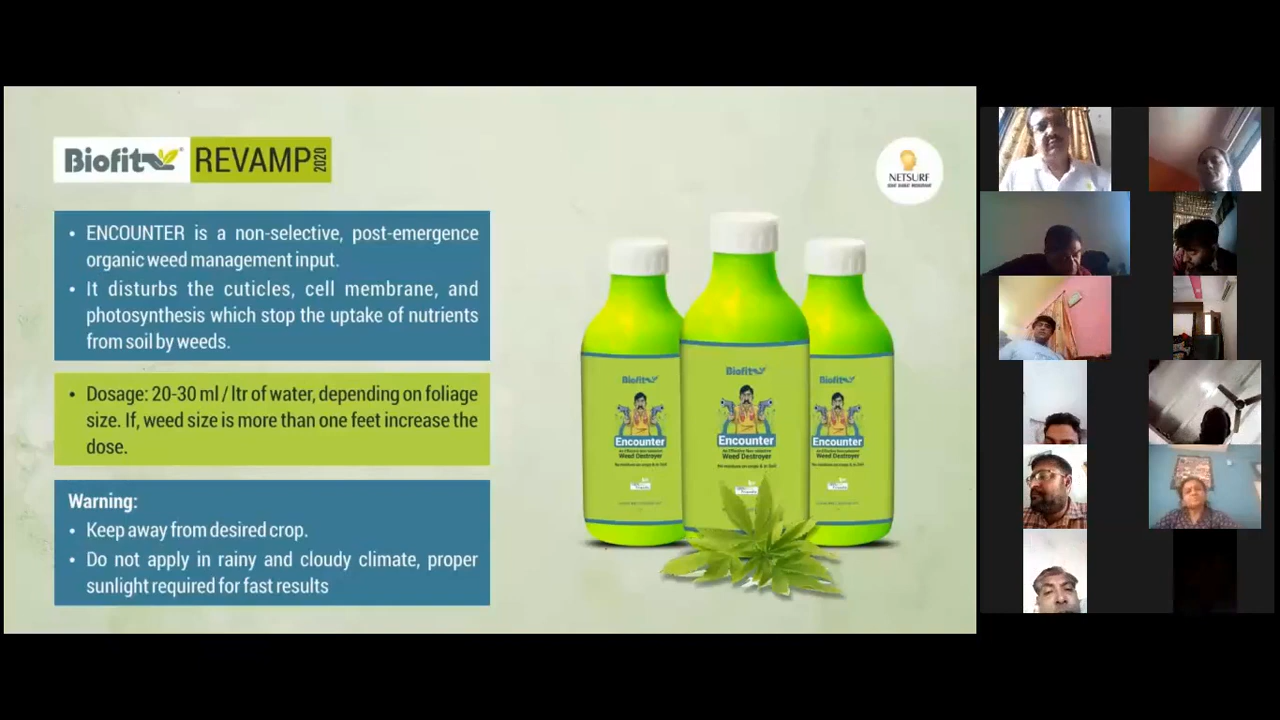 Biofit REVAMP 2020
NETSURF
• ENCOUNTER is a non-selective, post-emergence
organic weed management input.
• It disturbs the cuticles, cell membrane, and
photosynthesis which stop the uptake of nutrients
from soil by weeds.
• Dosage: 20-30 ml / ltr of water, depending on foliage
size. If, weed size is more than one feet increase the
dose.
Warning:
• Keep away from desired crop.
• Do not apply in rainy and cloudy climate, proper
sunlight required for fast results
Biofit
Encounter
Weed Destroyer
Biofit
Encounter
An Effective Non-selective
Weed Destroyer
Biofit
Encounter
Weed Destroyer